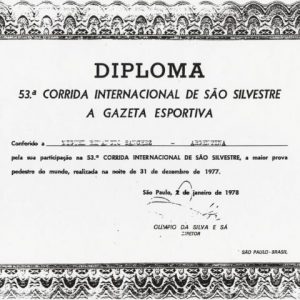 DIPLOMA
53.ª CORRIDA INTERNACIONAL DE SÃO SILVESTRE
A GAZETA ESPORTIVA
Conferido a - ARGENTINA
pela sua participação na 53.ª CORRIDA INTERNACIONAL DE SÃO SILVESTRE, a maior prova
pedestre do mundo, realizada na noite de 31 de dezembro de 1977.
São Paulo, 2 de janeiro de 1978
OLIMPIO DA SILVA E SÁ
DIRETOR
SÃO PAULO-BRASIL